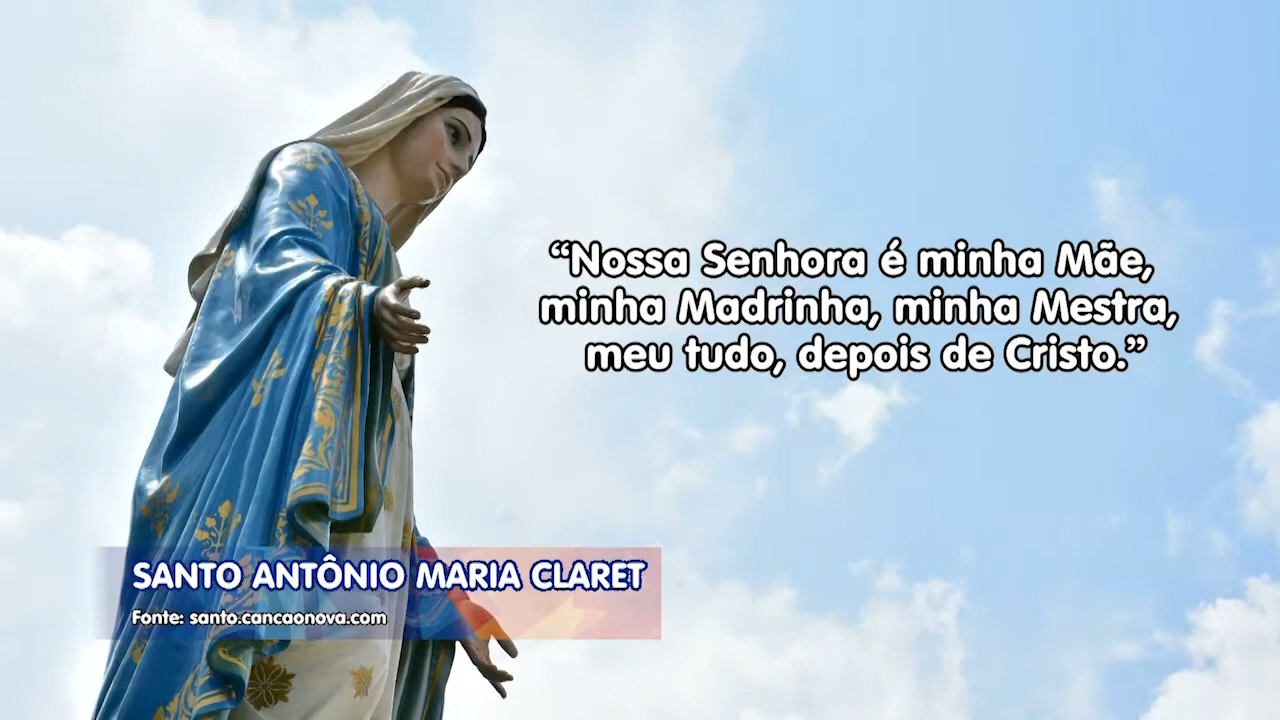 “Nossa Senhora é minha Mãe,
minha Madrinha, minha Mestra,
meu tudo, depois de Cristo.”
SANTO ANTÔNIO MARIA CLARET
Fonte: santo.cancaonova.com